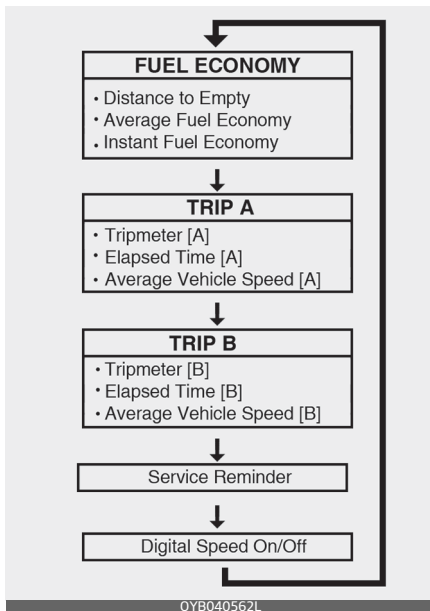 FUEL ECONOMY
• Distance to Empty
• Average Fuel Economy
• Instant Fuel Economy
TRIP A
• Tripmeter [A]
• Elapsed Time [A]
• Average Vehicle Speed [A]
TRIP B
• Tripmeter [B]
• Elapsed Time [B]
• Average Vehicle Speed [B]
Service Reminder
Digital Speed On/Off
OYB040562L